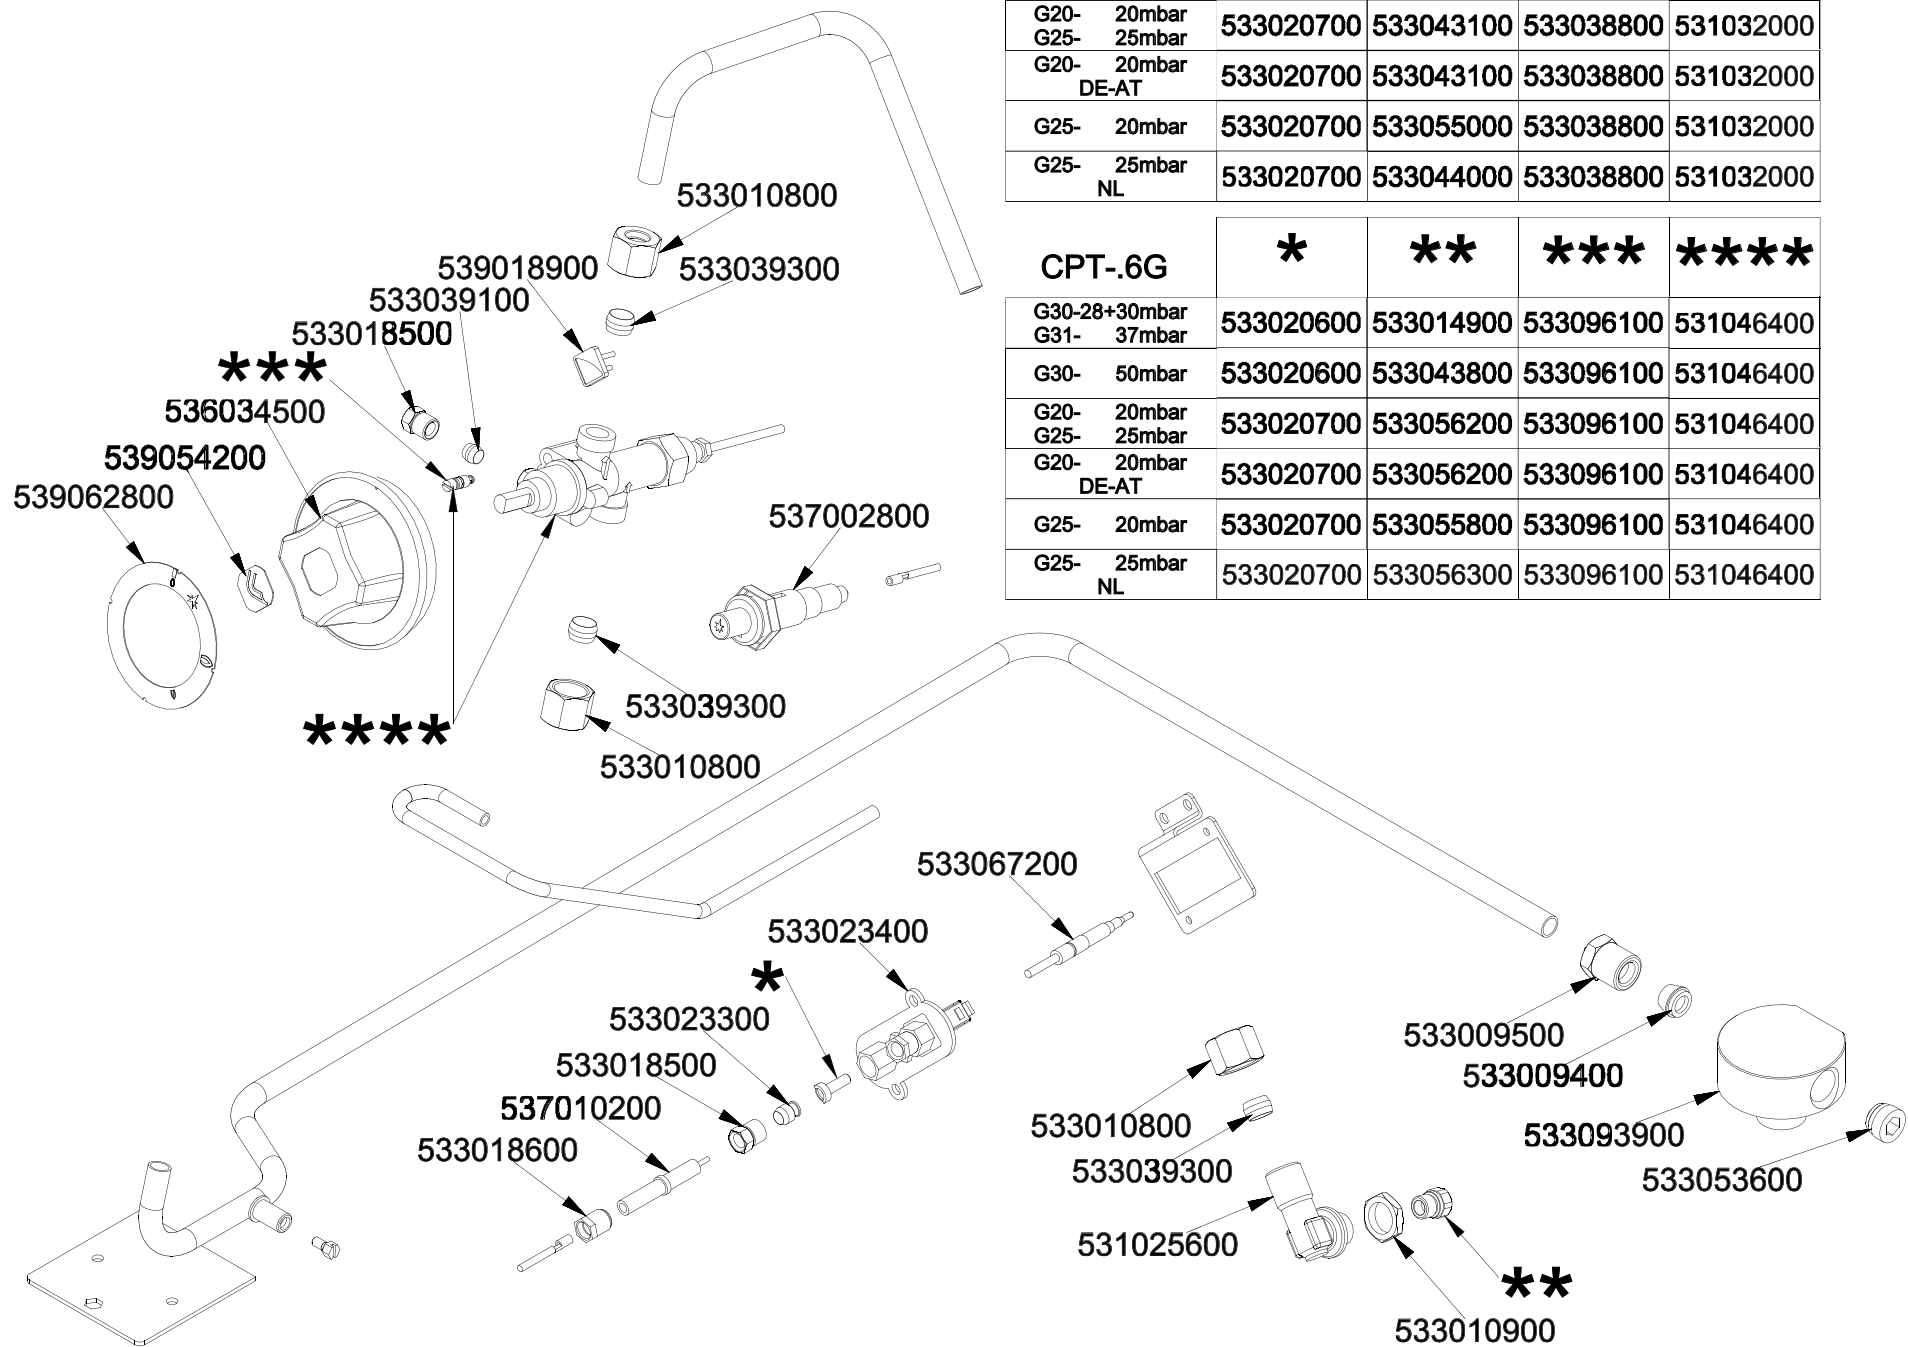 G20- 20mbar
G25- 25mbar
533020700 533043100 533038800 531032000
G20- 20mbar
DE-AT
533020700 533043100 533038800 531032000
G25- 20mbar 533020700 533055000 533038800 531032000
G25- 25mbar
NL
533020700 533044000 533038800 531032000
CPT-.6G * ** *** ****
G30-28+30mbar
G31- 37mbar
533020600 533014900 533096100 531046400
G30- 50mbar 533020600 533043800 533096100 531046400
G20- 20mbar
G25- 25mbar
533020700 533056200 533096100 531046400
G20- 20mbar
DE-AT
533020700 533056200 533096100 531046400
G25- 20mbar 533020700 533055800 533096100 531046400
G25- 25mbar
NL
533020700 533056300 533096100 531046400
533010800
539018900
533039300
533039100
533018500
***
536034500
539054200
539062800
537002800
533039300
****
533010800
533067200
533023400
*
533023300
533018500
537010200
533018600
533009500
533009400
533010800
533093900
533039300
533053600
531025600
**
533010900